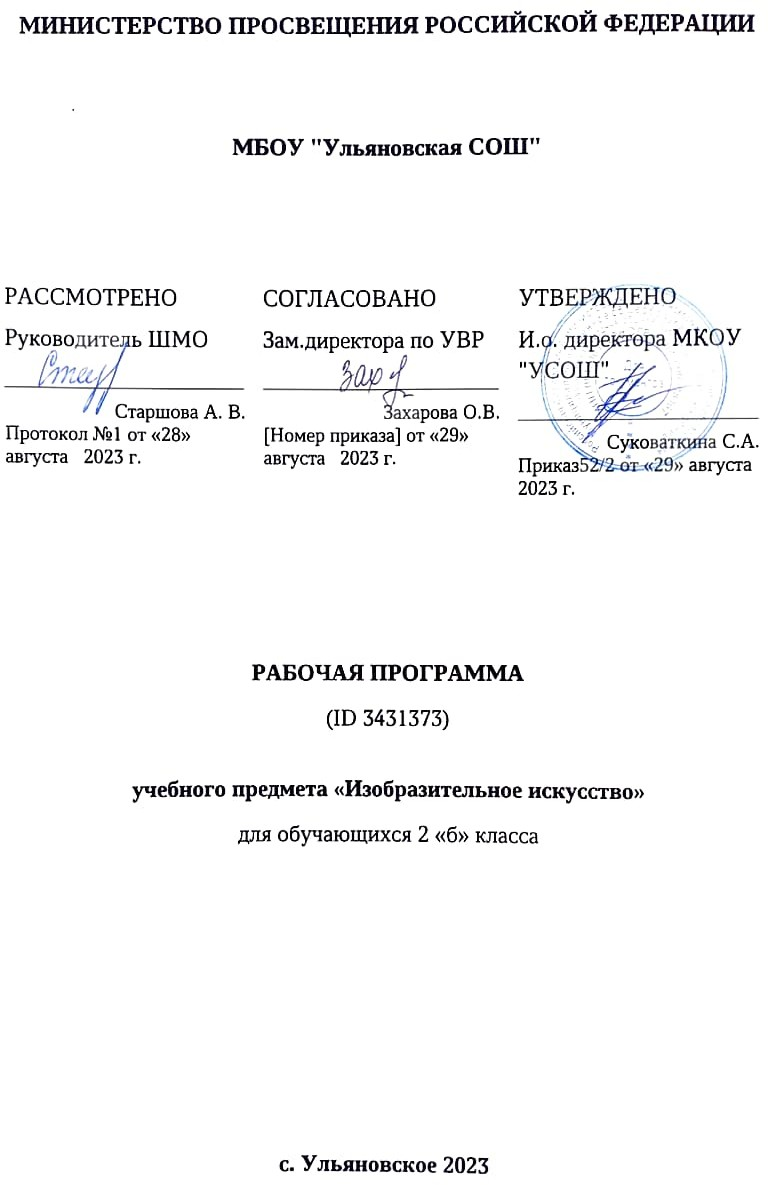 МИНИСТЕРСТВО ПРОСВЕЩЕНИЯ РОССИЙСКОЙ ФЕДЕРАЦИИ
МБОУ "Ульяновская СОШ"
РАССМОТРЕНО
Руководитель ШМО
Старшова А. В.
Протокол №1 от «28»
августа 2023 г.
СОГЛАСОВАНО
Зам.директора по УВР
Захарова О.В.
[Номер приказа] от «29»
августа 2023 г.
УТВЕРЖДЕНО
И.о. директора МКОУ
"УСОШ"
Суковаткина С.А.
Приказ52/2 от «29» августа
2023 г.
РАБОЧАЯ ПРОГРАММА
(ID 3431373)
учебного предмета «Изобразительное искусство»
для обучающихся 2 «б» класса
с. Ульяновское 2023